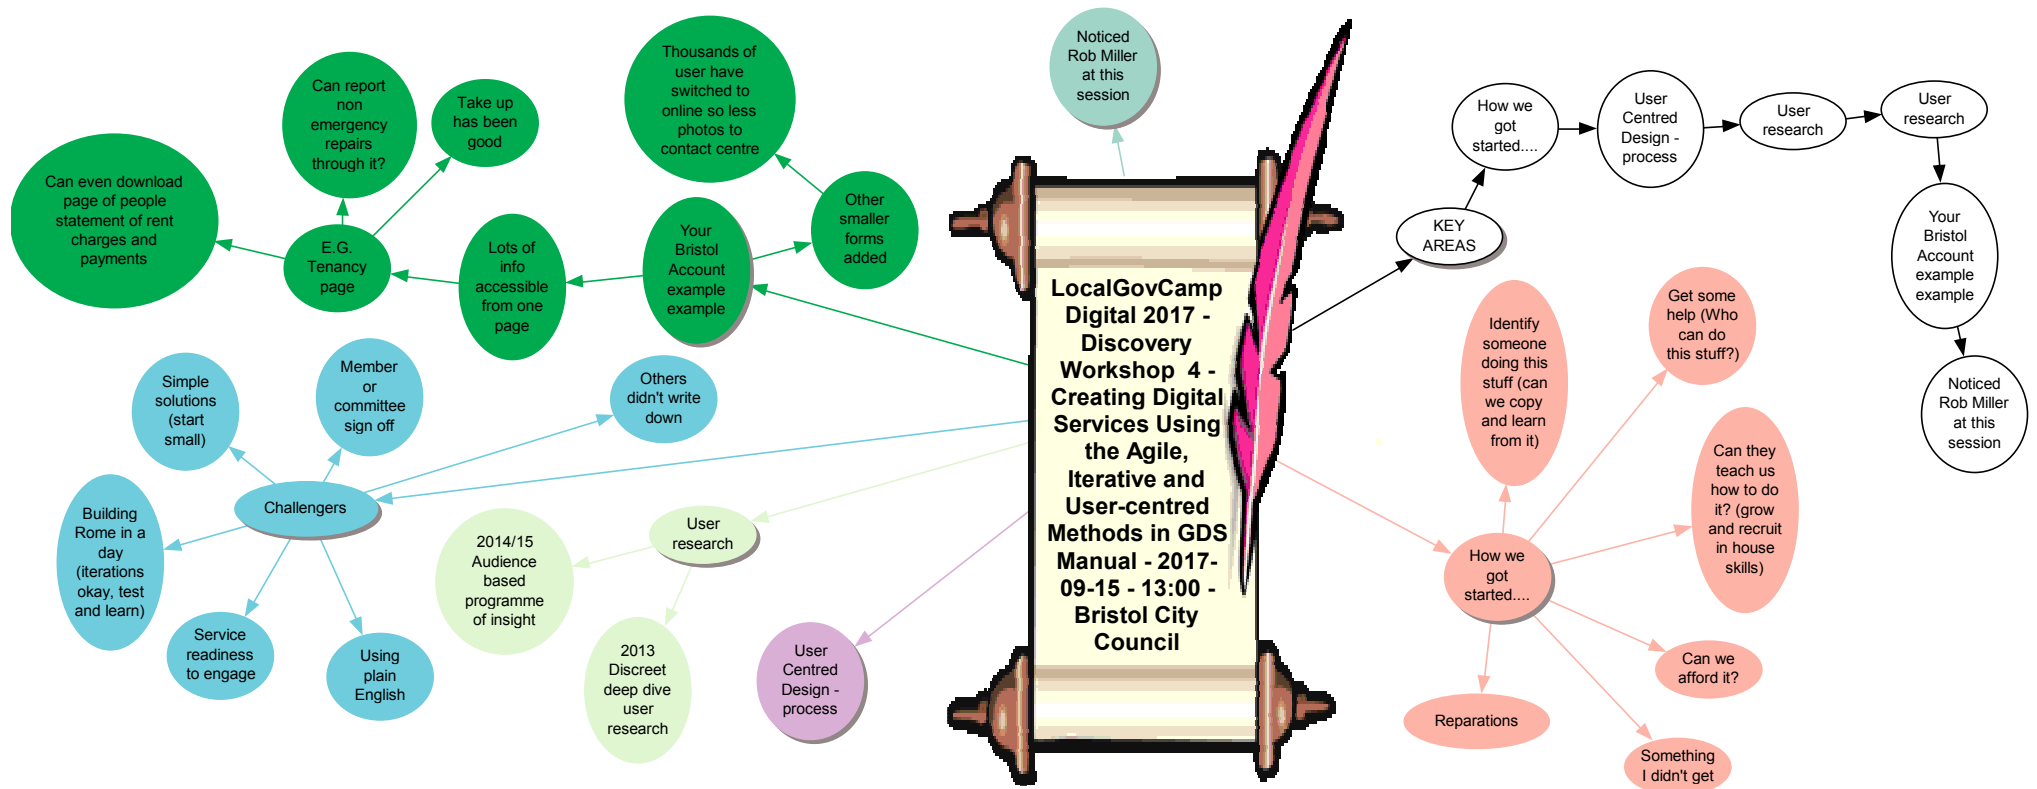 LocalGovCamp
Digital 2017 -
Discovery
Workshop  4 -
Creating Digital
Services Using
the Agile,
Iterative and
User-centred
Methods in GDS
Manual - 2017-
09-15 - 13:00 -
Bristol City
Council
Noticed
Rob Miller
at this
session
KEY
AREAS
How we
got
started....
User
Centred
Design -
process
User
research
User
research
Your
Bristol
Account
example
example
Noticed
Rob Miller
at this
session
How we
got
started....
Identify
someone
doing this
stuff (can
we copy
and learn
from it)
Get some
help (Who
can do
this stuff?)
Can they
teach us
how to do
it? (grow
and recruit
in house
skills)
Can we
afford it?
Something
I didn't get
Reparations
User
Centred
Design -
process
User
research
2014/15
Audience
based
programme
of insight
2013
Discreet
deep dive
user
research
Challengers
Simple
solutions
(start
small)
Member
or
committee
sign off
Others
didn't write
down
Building
Rome in a
day
(iterations
okay, test
and learn)
Service
readiness
to engage
Using
plain
English
Your
Bristol
Account
example
example
Other
smaller
forms
added
Thousands of
user have
switched to
online so less
photos to
contact centre
Lots of
info
accessible
from one
page
E.G.
Tenancy
page
Take up
has been
good
Can report
non
emergency
repairs
through it?
Can even download
page of people
statement of rent
charges and
payments